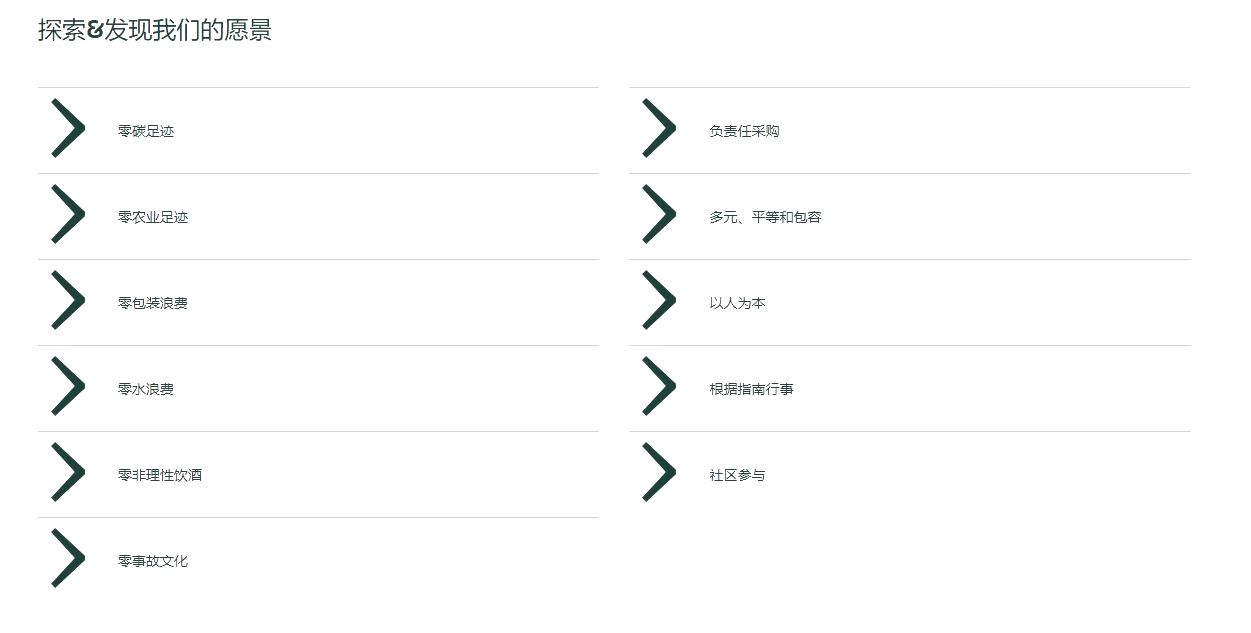 探索&发现我们的愿景
零碳足迹
零农业足迹
零包装浪费
零水浪费
零非理性饮酒
零事故文化
负责任采购
多元、平等和包容
以人为本
根据指南行事
社区参与